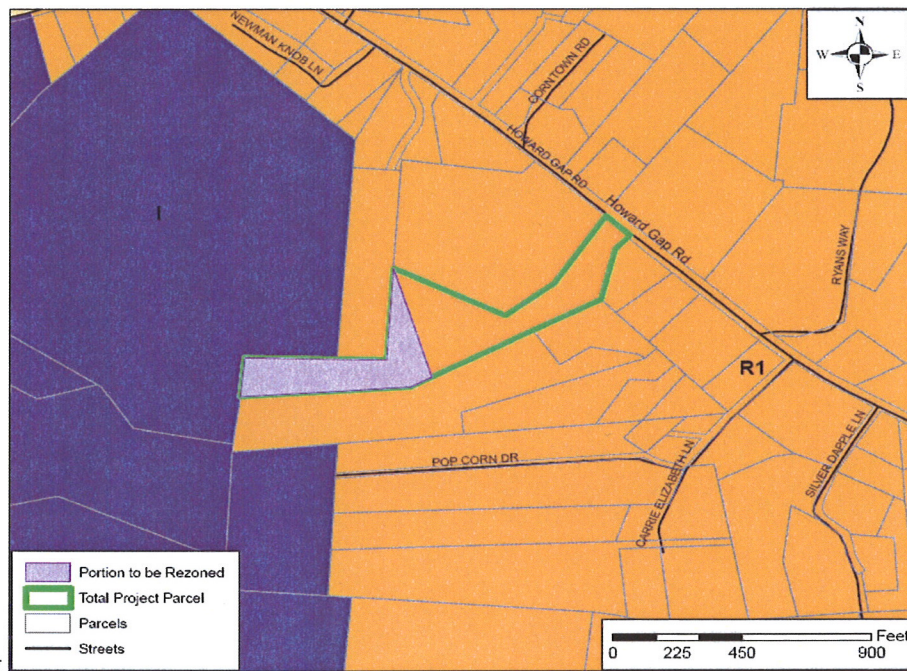 NEWMAN KNOB LN
CORNTOWN RD
HOWARD GAP RD
Howard Gap Rd
N
W E
S
RYANS WAY
I
R1
POP CORN DR
CARRIE ELIZABETH LN
SILVER DAPPLE LN
Portion to be Rezoned
Total Project Parcel
Parcels
Streets
Feet
0 225 450 900